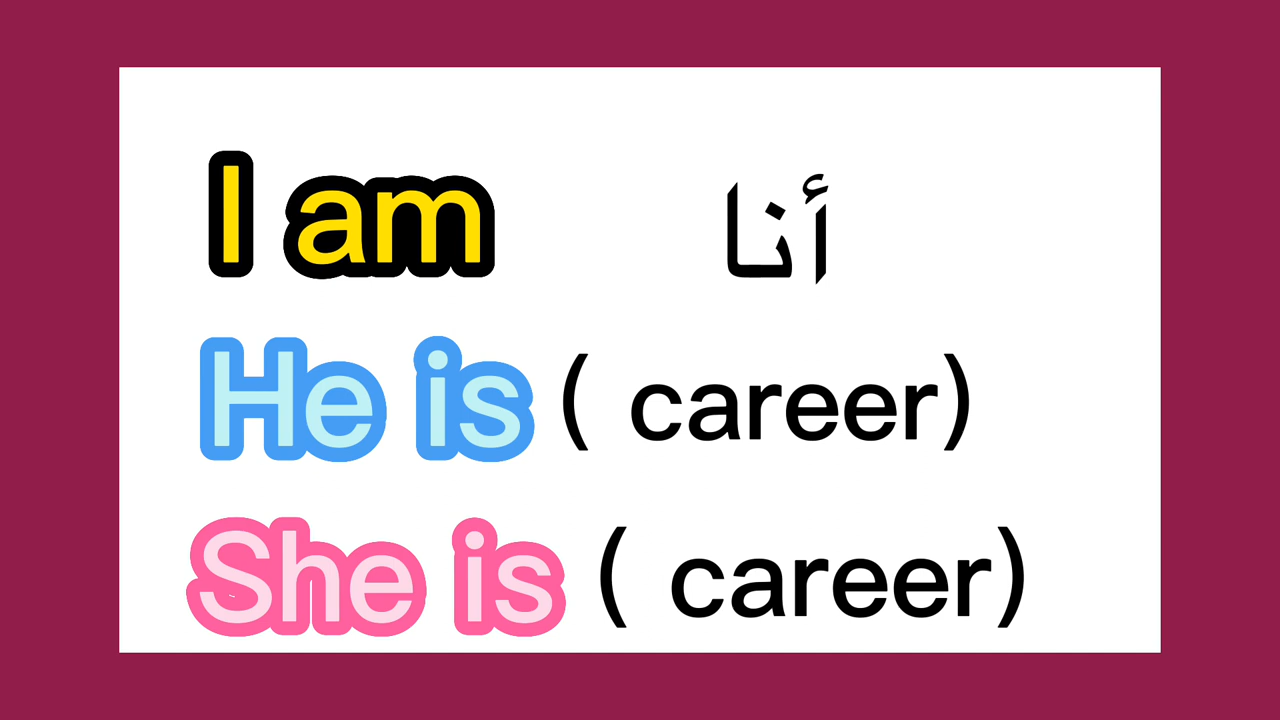 I am أنا
He is ( career)
She is ( career)